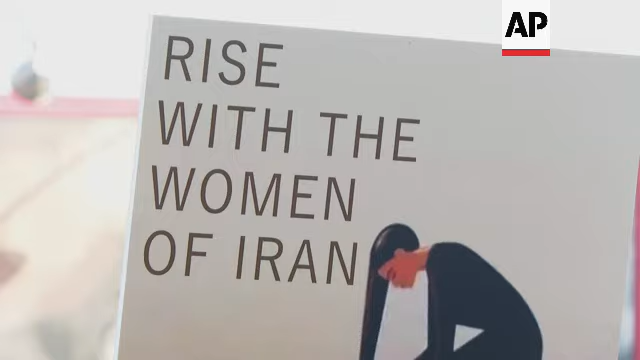 AP
RISE
WITH THE
WOMEN
OF IRAN